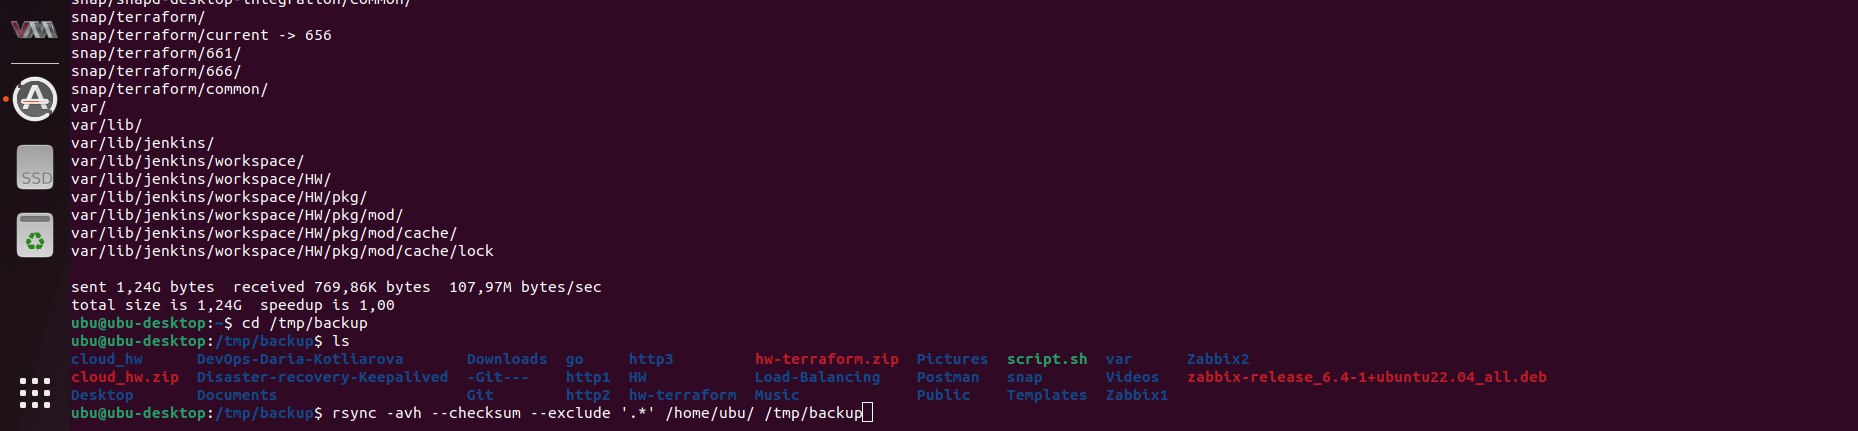 snap/snapd-desktop-integration/common/
snap/terraform/
snap/terraform/current -> 656
snap/terraform/661/
snap/terraform/666/
snap/terraform/common/
var/
var/lib/
var/lib/jenkins/
var/lib/jenkins/workspace/
var/lib/jenkins/workspace/HW/
var/lib/jenkins/workspace/HW/pkg/
var/lib/jenkins/workspace/HW/pkg/mod/
var/lib/jenkins/workspace/HW/pkg/mod/cache/
var/lib/jenkins/workspace/HW/pkg/mod/cache/lock
sent 1,24G bytes  received 769,86K bytes  107,97M bytes/sec
total size is 1,24G  speedup is 1,00
ubu@ubu-desktop:~$ cd /tmp/backup
ubu@ubu-desktop:/tmp/backup$ ls
cloud_hw DevOps-Daria-Kotliarova Downloads go http3 hw-terraform.zip Pictures script.sh var Zabbix2
cloud_hw.zip Disaster-recovery-Keepalived -Git--- http1 HW Load-Balancing Postman snap Videos zabbix-release_6.4-1+ubuntu22.04_all.deb
Desktop Documents Git http2 hw-terraform Music Public Templates Zabbix1
ubu@ubu-desktop:/tmp/backup$ rsync -avh --checksum --exclude '.*' /home/ubu/ /tmp/backup
SSD